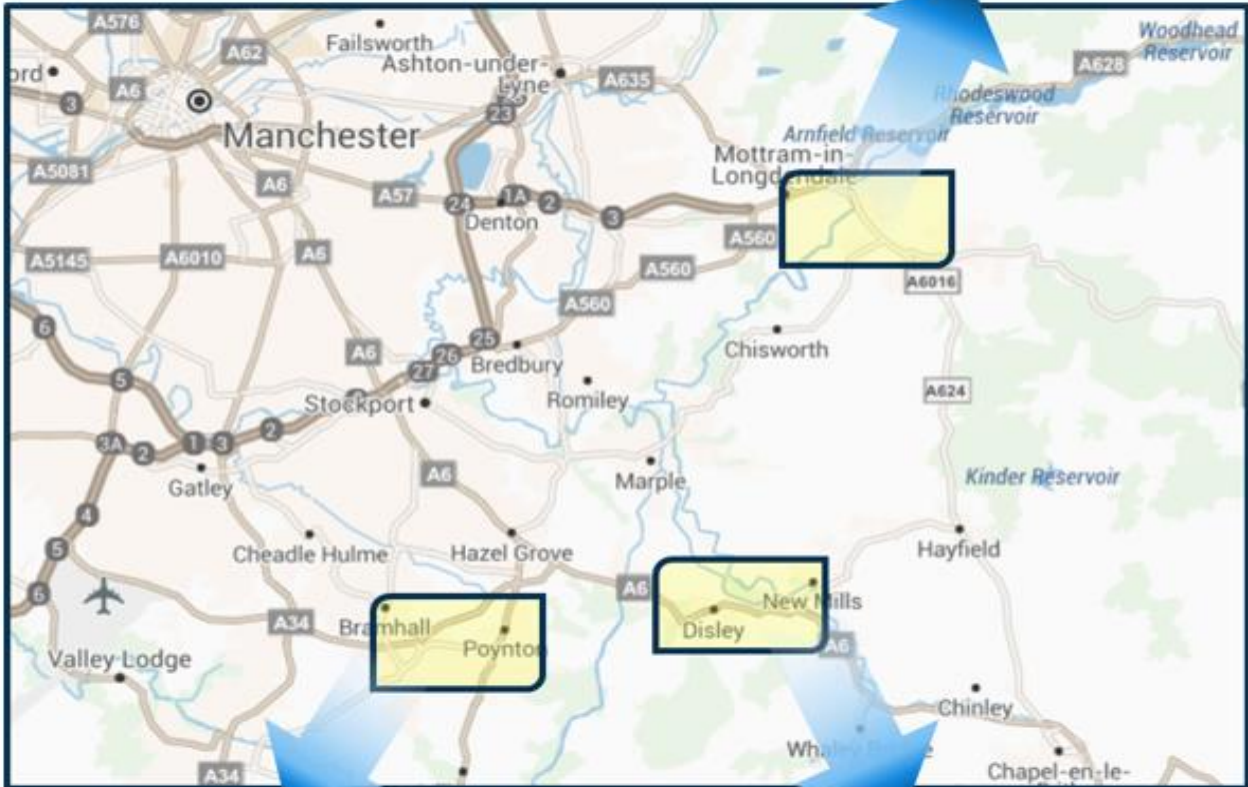 A576
Failsworth
A62
Woodhead
Reservoir
ord
A6
Ashton-under-
Lyne
A635
A628
3
23
Rhodeswood
Reservoir
Manchester
Arnfield Reservoir
Mottram-in-
Longdendale
A5081
A6
A57
24
1A
2
Denton
3
A560
A5145
A6010
A6
A560
A6016
A560
6
25
A6
26
Bredbury
Chisworth
27
5
Stockport
Romiley
A624
3A
2
1
3
2
Gatley
A6
Marple
Kinder Reservoir
4
Cheadle Hulme
Hazel Grove
Hayfield
5
6
A6
New Mills
A34
Bramhall
Disley
Poynton
A6
Valley Lodge
Chinley
A34
Chapel-en-le-